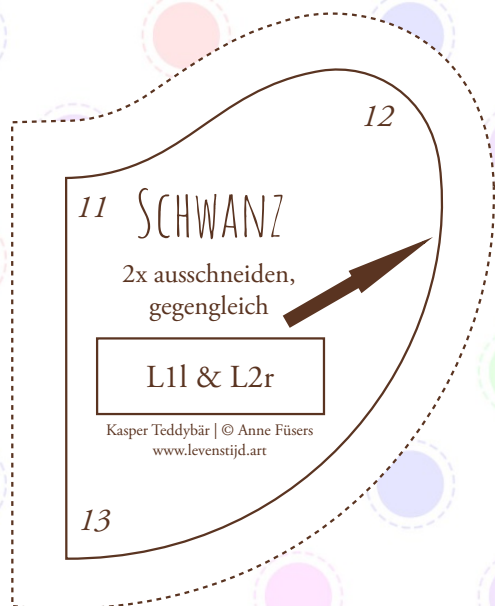 12
11
SCHWANZ
2x ausschneiden,
gegengleich
L1l & L2r
Kasper Teddybär | © Anne Füsers
www.levenstijd.art
13